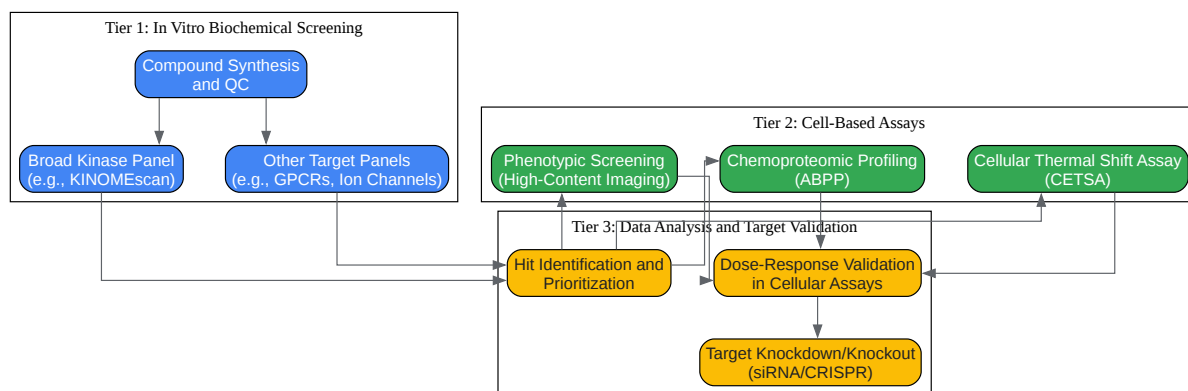 Tier 1: In Vitro Biochemical Screening
Compound Synthesis
and QC
Broad Kinase Panel
(e.g., KINOMEscan)
Other Target Panels
(e.g., GPCRs, Ion Channels)
Tier 2: Cell-Based Assays
Phenotypic Screening
(High-Content Imaging)
Chemoproteomic Profiling
(ABPP)
Cellular Thermal Shift Assay
(CETSA)
Tier 3: Data Analysis and Target Validation
Hit Identification and
Prioritization
Dose-Response Validation
in Cellular Assays
Target Knockdown/Knockout
(siRNA/CRISPR)